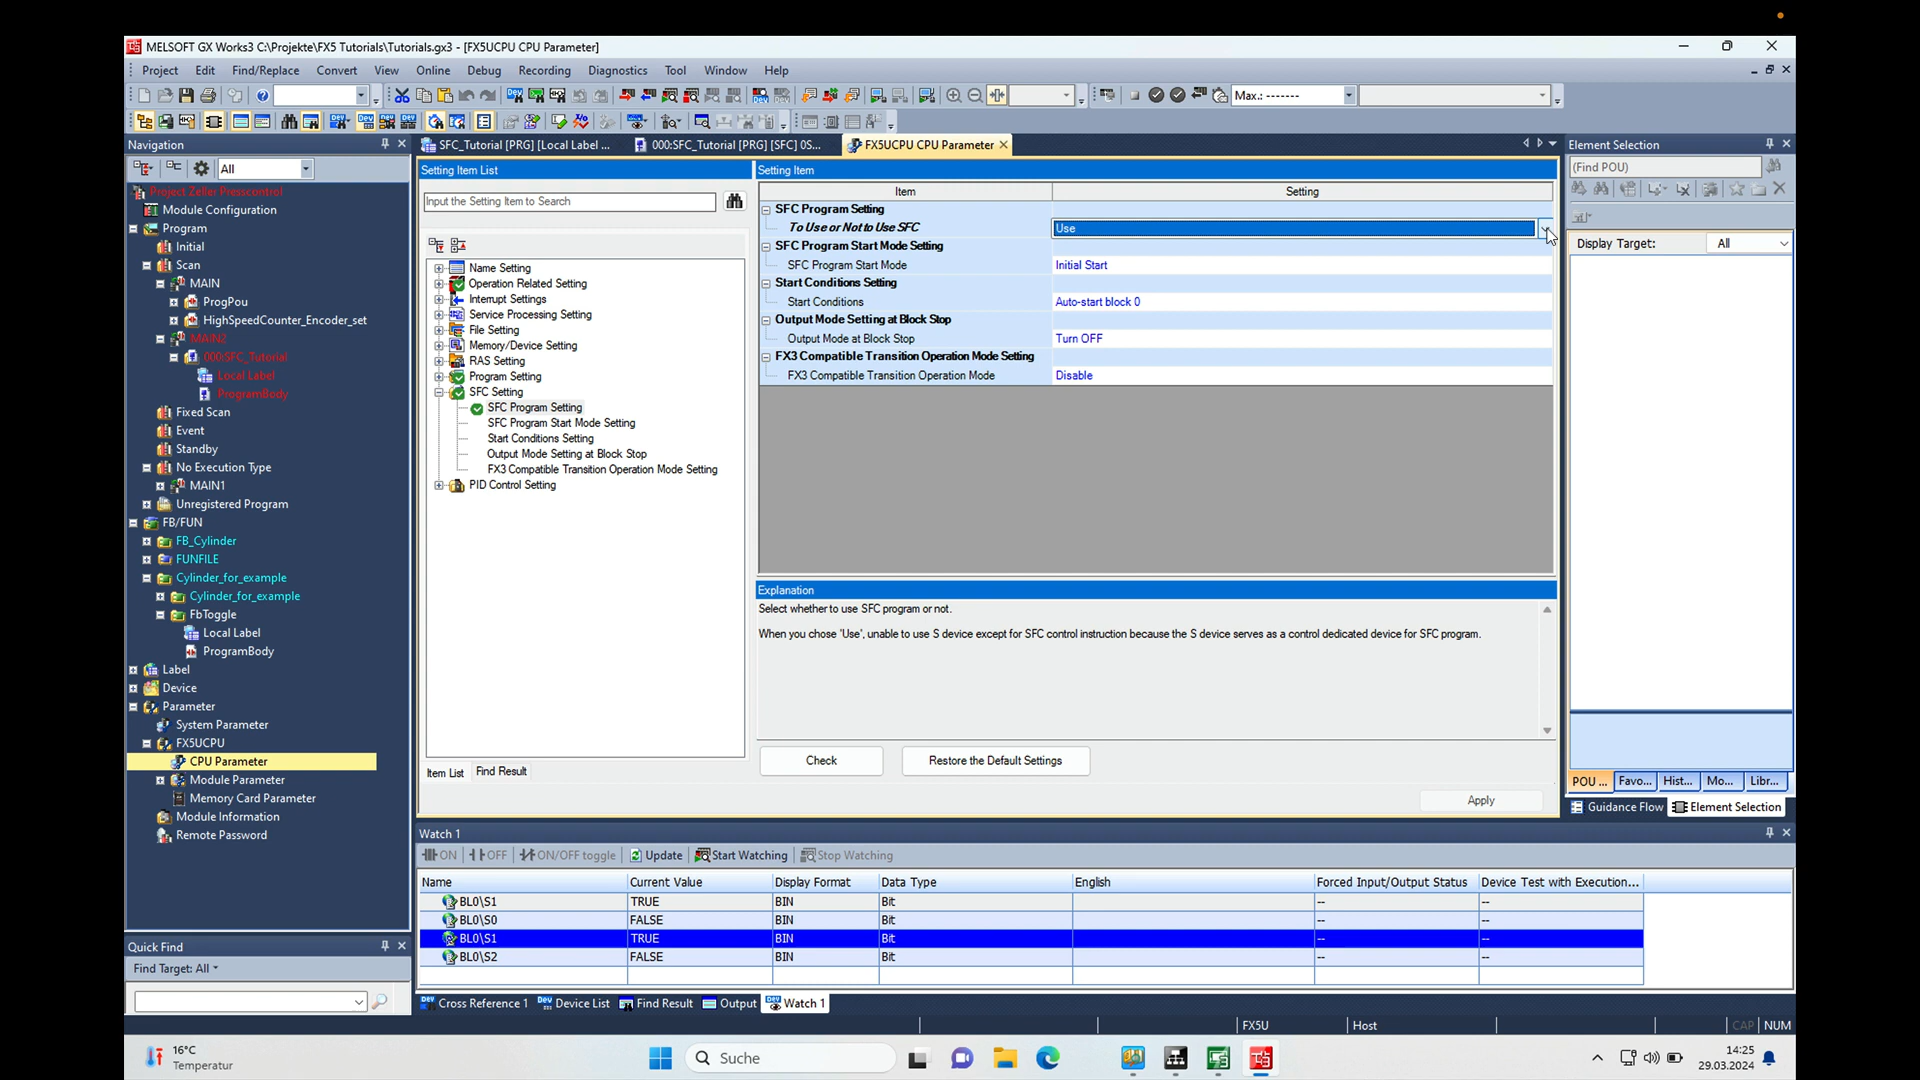 MELSOFT GX Works3 C:\Projekte\FX5 Tutorials\Tutorials.gx3 - [FX5UCPU CPU Parameter]
Project Edit Find/Replace Convert View Online Debug Recording Diagnostics Tool Window Help
Max.: -------
Navigation
All
Project Zeller Presscontrol
Module Configuration
Program
Initial
Scan
MAIN
ProgPou
HighSpeedCounter_Encoder_set
MAIN2
000:SFC_Tutorial
Local Label
ProgramBody
Fixed Scan
Event
Standby
No Execution Type
MAIN1
Unregistered Program
FB/FUN
FB_Cylinder
FUNFILE
Cylinder_for_example
Cylinder_for_example
FbToggle
Local Label
ProgramBody
Label
Device
Parameter
System Parameter
FX5UCPU
CPU Parameter
Module Parameter
Memory Card Parameter
Module Information
Remote Password
Quick Find
Find Target: All
SFC_Tutorial [PRG] [Local Label ...
000:SFC_Tutorial [PRG] [SFC] 0S...
FX5UCPU CPU Parameter
Setting Item List
Input the Setting Item to Search
Name Setting
Operation Related Setting
Interrupt Settings
Service Processing Setting
File Setting
Memory/Device Setting
RAS Setting
Program Setting
SFC Setting
SFC Program Setting
SFC Program Start Mode Setting
Start Conditions Setting
Output Mode Setting at Block Stop
FX3 Compatible Transition Operation Mode Setting
PID Control Setting
Item List Find Result
Setting Item
Item Setting
SFC Program Setting
To Use or Not to Use SFC Use
SFC Program Start Mode Setting
SFC Program Start Mode Initial Start
Start Conditions Setting
Start Conditions Auto-start block 0
Output Mode Setting at Block Stop
Output Mode at Block Stop Turn OFF
FX3 Compatible Transition Operation Mode Setting
FX3 Compatible Transition Operation Mode Disable
Explanation
Select whether to use SFC program or not.
When you chose 'Use', unable to use S device except for SFC control instruction because the S device serves as a control dedicated device for SFC program.
Check Restore the Default Settings
Apply
Element Selection
(Find POU)
Display Target: All
POU ... Favo... Hist... Mo... Libr...
Guidance Flow Element Selection
Watch 1
ON OFF ON/OFF toggle Update Start Watching Stop Watching
Name Current Value Display Format Data Type English Forced Input/Output Status Device Test with Execution...
BL0\S1 TRUE BIN Bit -- --
BL0\S0 FALSE BIN Bit -- --
BL0\S1 TRUE BIN Bit -- --
BL0\S2 FALSE BIN Bit -- --
Cross Reference 1 Device List Find Result Output Watch 1
FX5U Host CAP NUM
16°C
Temperatur
Suche
14:25
29.03.2024